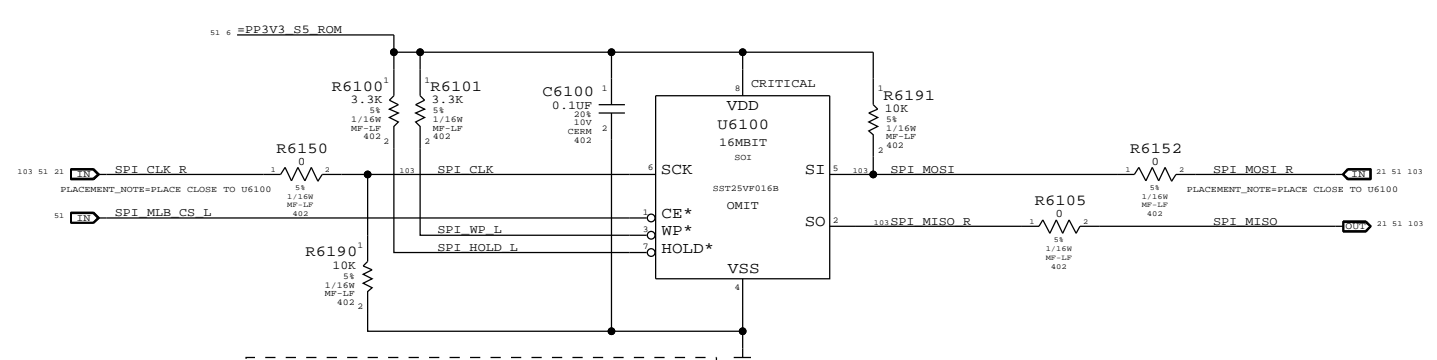 51 6 =PP3V3_S5_ROM
R6100 1
3.3K
5%
1/16W
MF-LF
402
2
1 R6101
3.3K
5%
1/16W
MF-LF
402
2
C6100 1
0.1UF
20%
10V
CERM
402
2
8 CRITICAL
VDD
U6100
16MBIT
SOI
SST25VF016B
OMIT
1 R6191
10K
5%
1/16W
MF-LF
402
2
103 51 21 IN SPI_CLK_R
R6150
0
1 2
5%
1/16W
MF-LF
402
PLACEMENT_NOTE=PLACE CLOSE TO U6100
103 SPI_CLK 6 SCK
SI 5 103 SPI_MOSI
R6152
0
1 2
5%
1/16W
MF-LF
402
SPI_MOSI_R IN 21 51 103
PLACEMENT_NOTE=PLACE CLOSE TO U6100
51 IN SPI_MLB_CS_L 1 CE*
SPI_WP_L 3 WP*
SPI_HOLD_L 7 HOLD*
SO 2 103 SPI_MISO_R
R6105
0
1 2
5%
1/16W
MF-LF
402
SPI_MISO OUT 21 51 103
R6190 1
10K
5%
1/16W
MF-LF
402 2
VSS
4